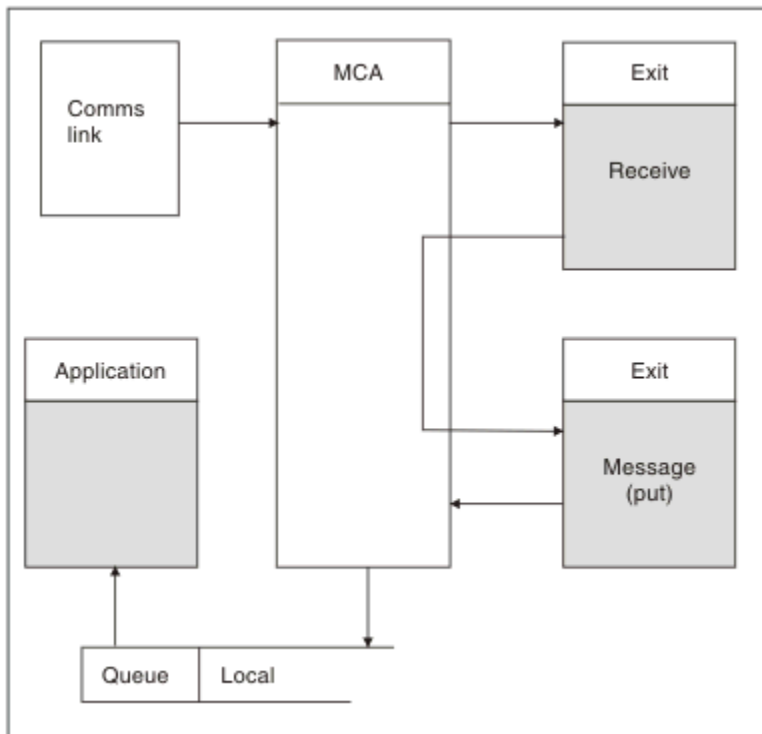 Comms
link
MCA
Exit
Receive
Application
Exit
Message
(put)
Queue
Local